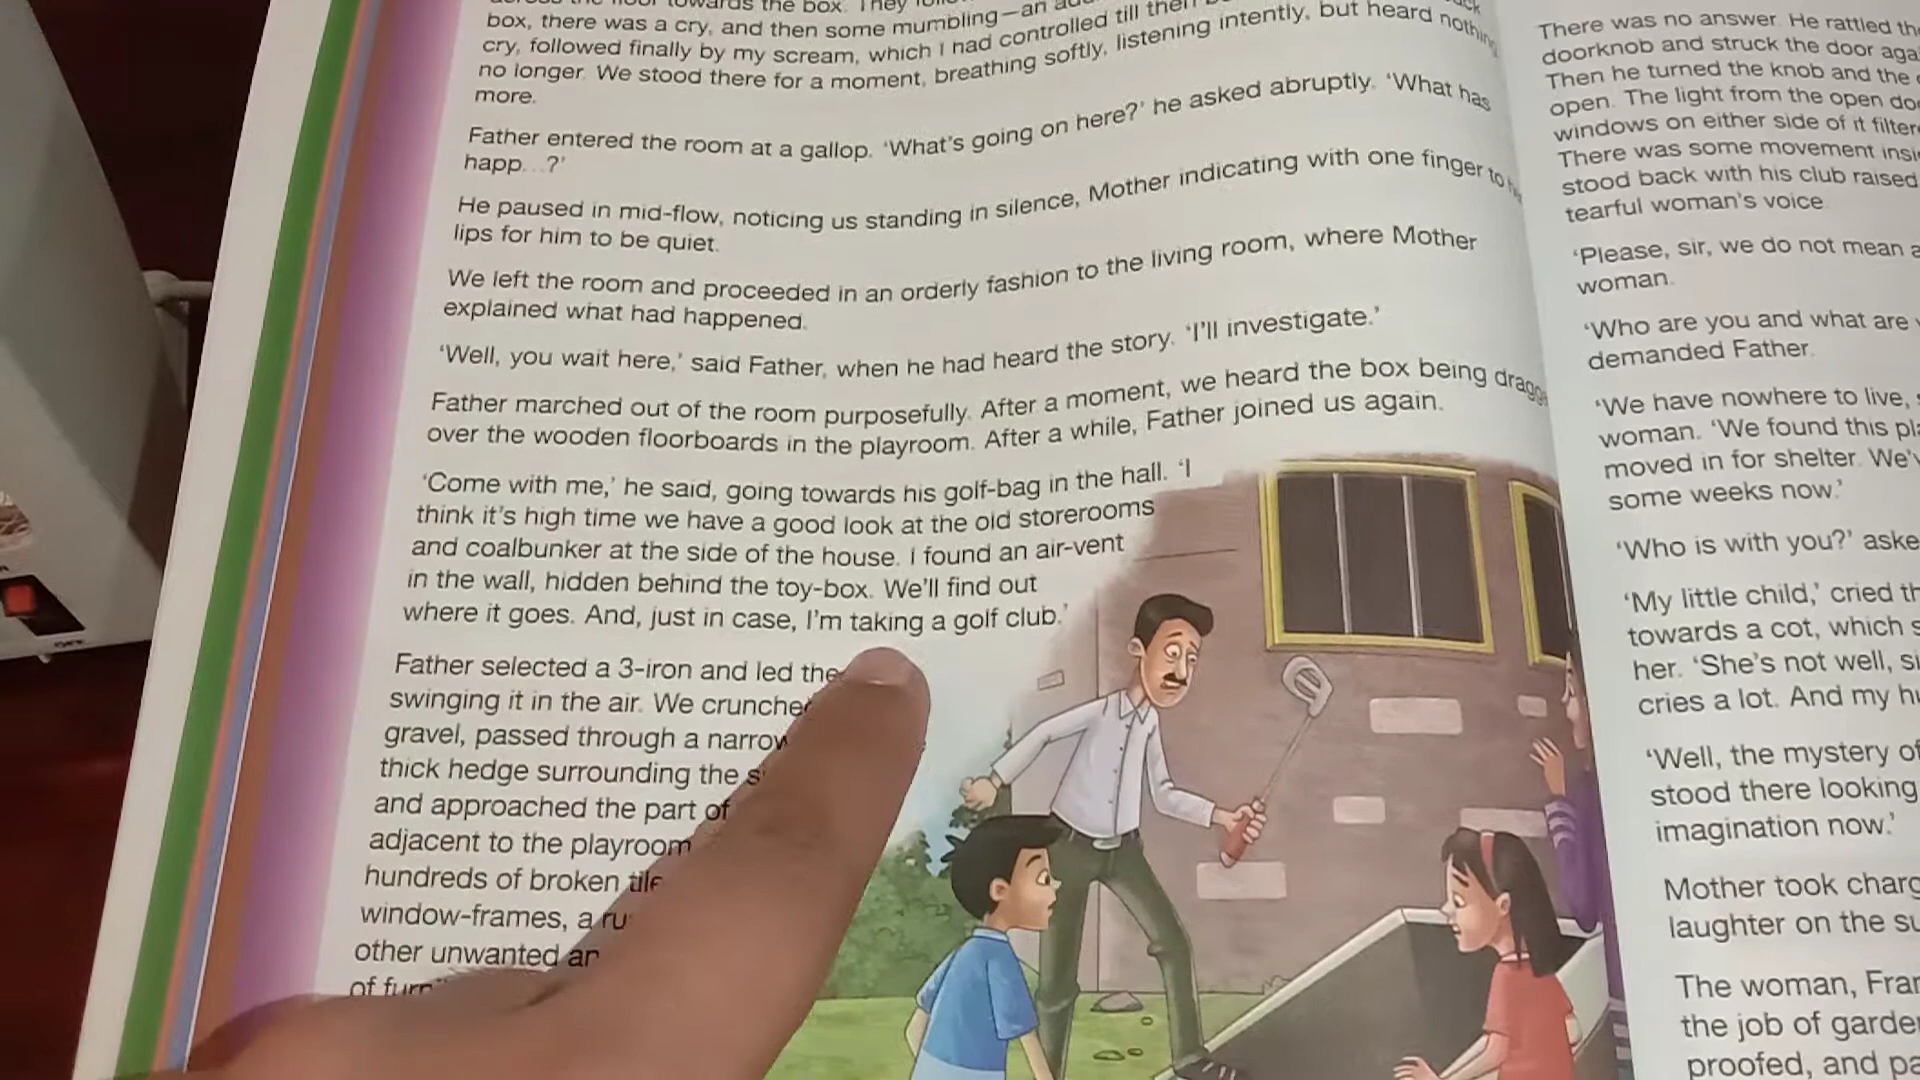 box, there was a cry, and then some mumbling—an
cry, followed finally by my scream, which I had controlled till then
no longer. We stood there for a moment, breathing softly, listening intently, but heard nothing
more.
Father entered the room at a gallop. ‘What's going on here?’ he asked abruptly. ‘What has
happ...?’
He paused in mid-flow, noticing us standing in silence, Mother indicating with one finger to
lips for him to be quiet.
We left the room and proceeded in an orderly fashion to the living room, where Mother
explained what had happened.
‘Well, you wait here,’ said Father, when he had heard the story. ‘I'll investigate.’
Father marched out of the room purposefully. After a moment, we heard the box being
over the wooden floorboards in the playroom. After a while, Father joined us again.
‘Come with me,’ he said, going towards his golf-bag in the hall. ‘I
think it's high time we have a good look at the old storerooms
and coalbunker at the side of the house. I found an air-vent
in the wall, hidden behind the toy-box. We'll find out
where it goes. And, just in case, I'm taking a golf club.’
Father selected a 3-iron and led the
swinging it in the air. We
gravel, passed through a
thick hedge surrounding the
and approached the part of
adjacent to the playroom
hundreds of broken
window-frames, a
other unwanted
of
There was no answer. He rattled
doorknob and struck the door
Then he turned the knob and the
open. The light from the open
windows on either side of it
There was some movement
stood back with his club raised
tearful woman's voice.
‘Please, sir, we do not mean
woman.
‘Who are you and what are
demanded Father.
‘We have nowhere to live,
woman. ‘We found this
moved in for shelter. We'v
some weeks now.’
‘Who is with you?’
‘My little child,’ cried
towards a cot, which
her. ‘She's not well,
cries a lot. And my
‘Well, the mystery of
stood there looking
imagination now.’
Mother took
laughter on the
The woman,
the job of
proofed, and